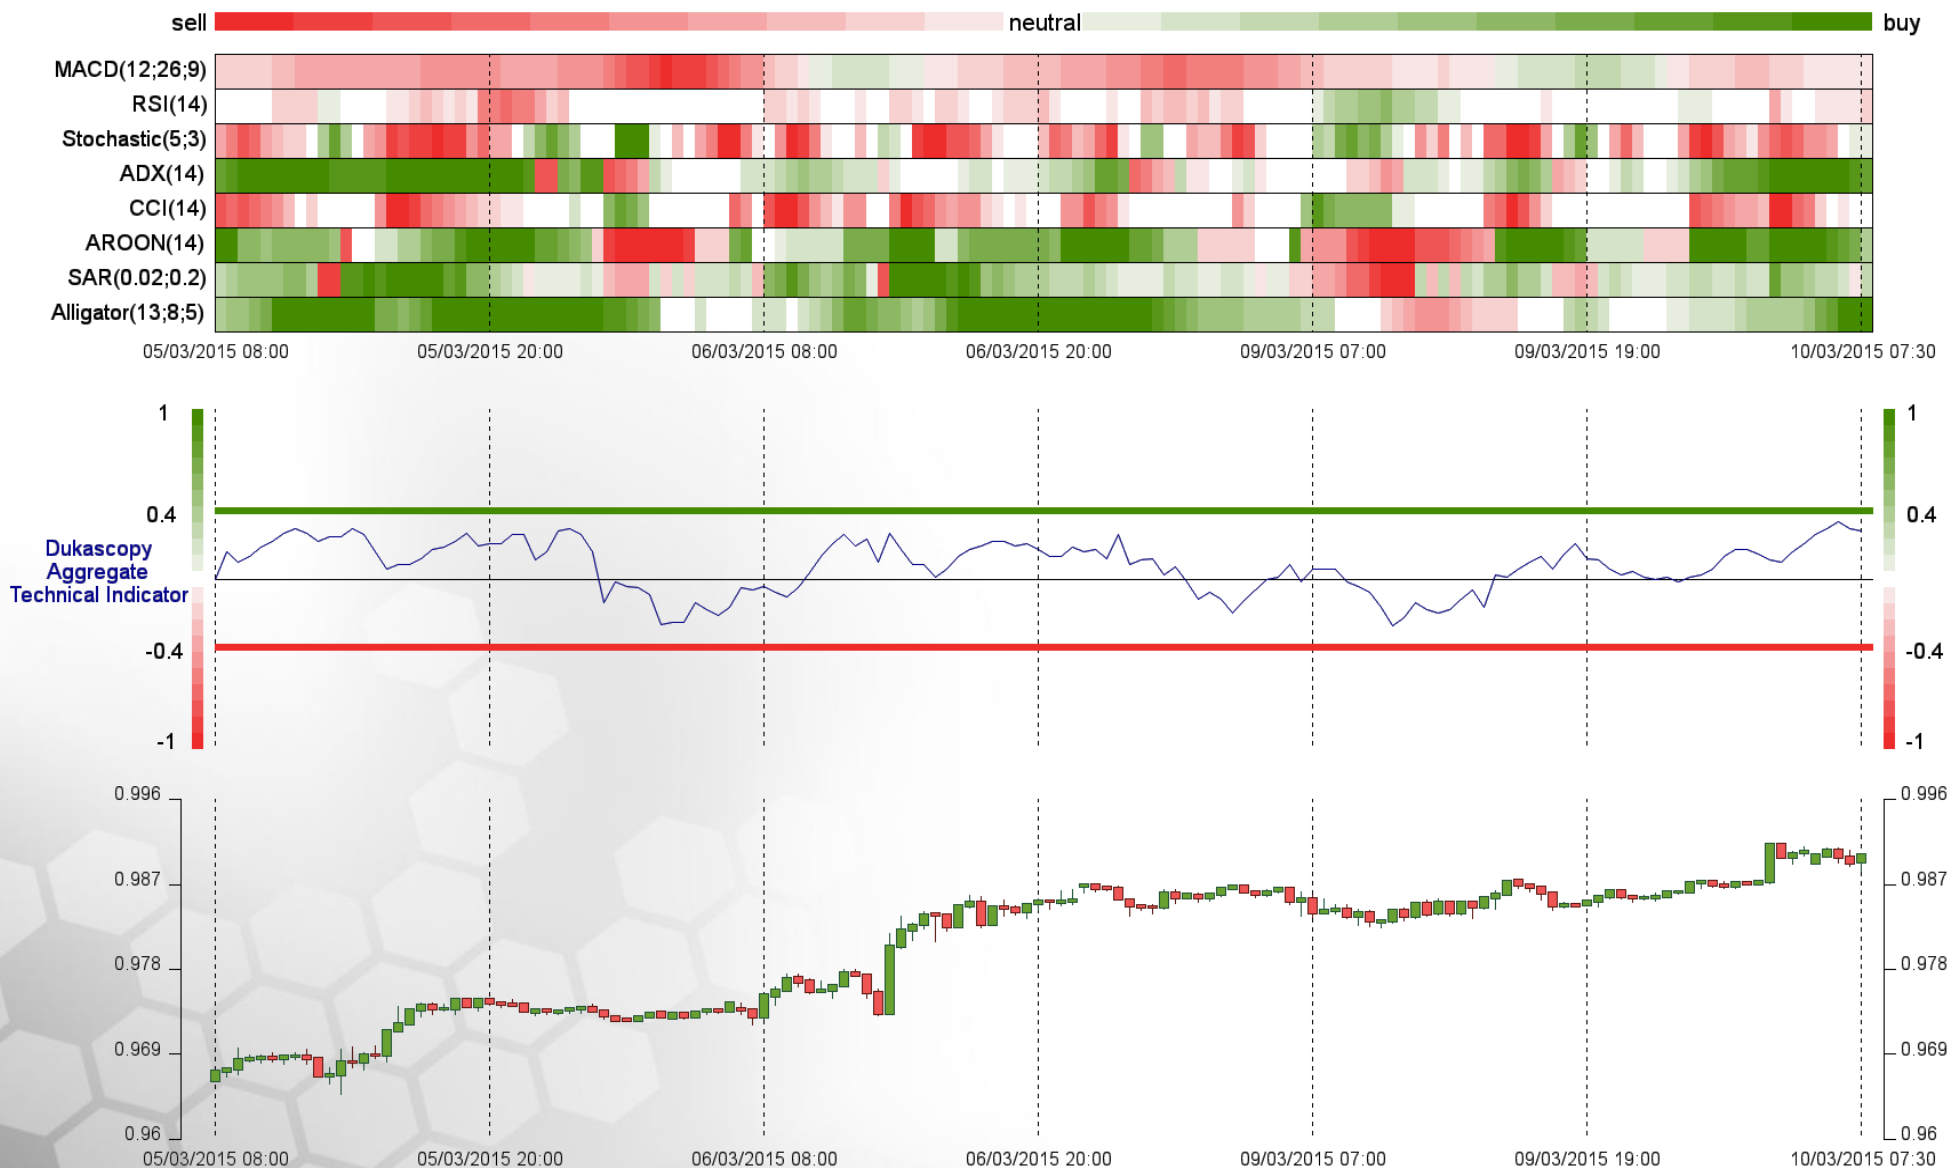 sell neutral buy
MACD(12;26;9)
RSI(14)
Stochastic(5;3)
ADX(14)
CCI(14)
AROON(14)
SAR(0.02;0.2)
Alligator(13;8;5)
05/03/2015 08:00 05/03/2015 20:00 06/03/2015 08:00 06/03/2015 20:00 09/03/2015 07:00 09/03/2015 19:00 10/03/2015 07:30
1 1
0.4 0.4
Dukascopy
Aggregate
Technical Indicator
-0.4 -0.4
-1 -1
0.996 0.996
0.987 0.987
0.978 0.978
0.969 0.969
0.96 0.96
05/03/2015 08:00 05/03/2015 20:00 06/03/2015 08:00 06/03/2015 20:00 09/03/2015 07:00 09/03/2015 19:00 10/03/2015 07:30